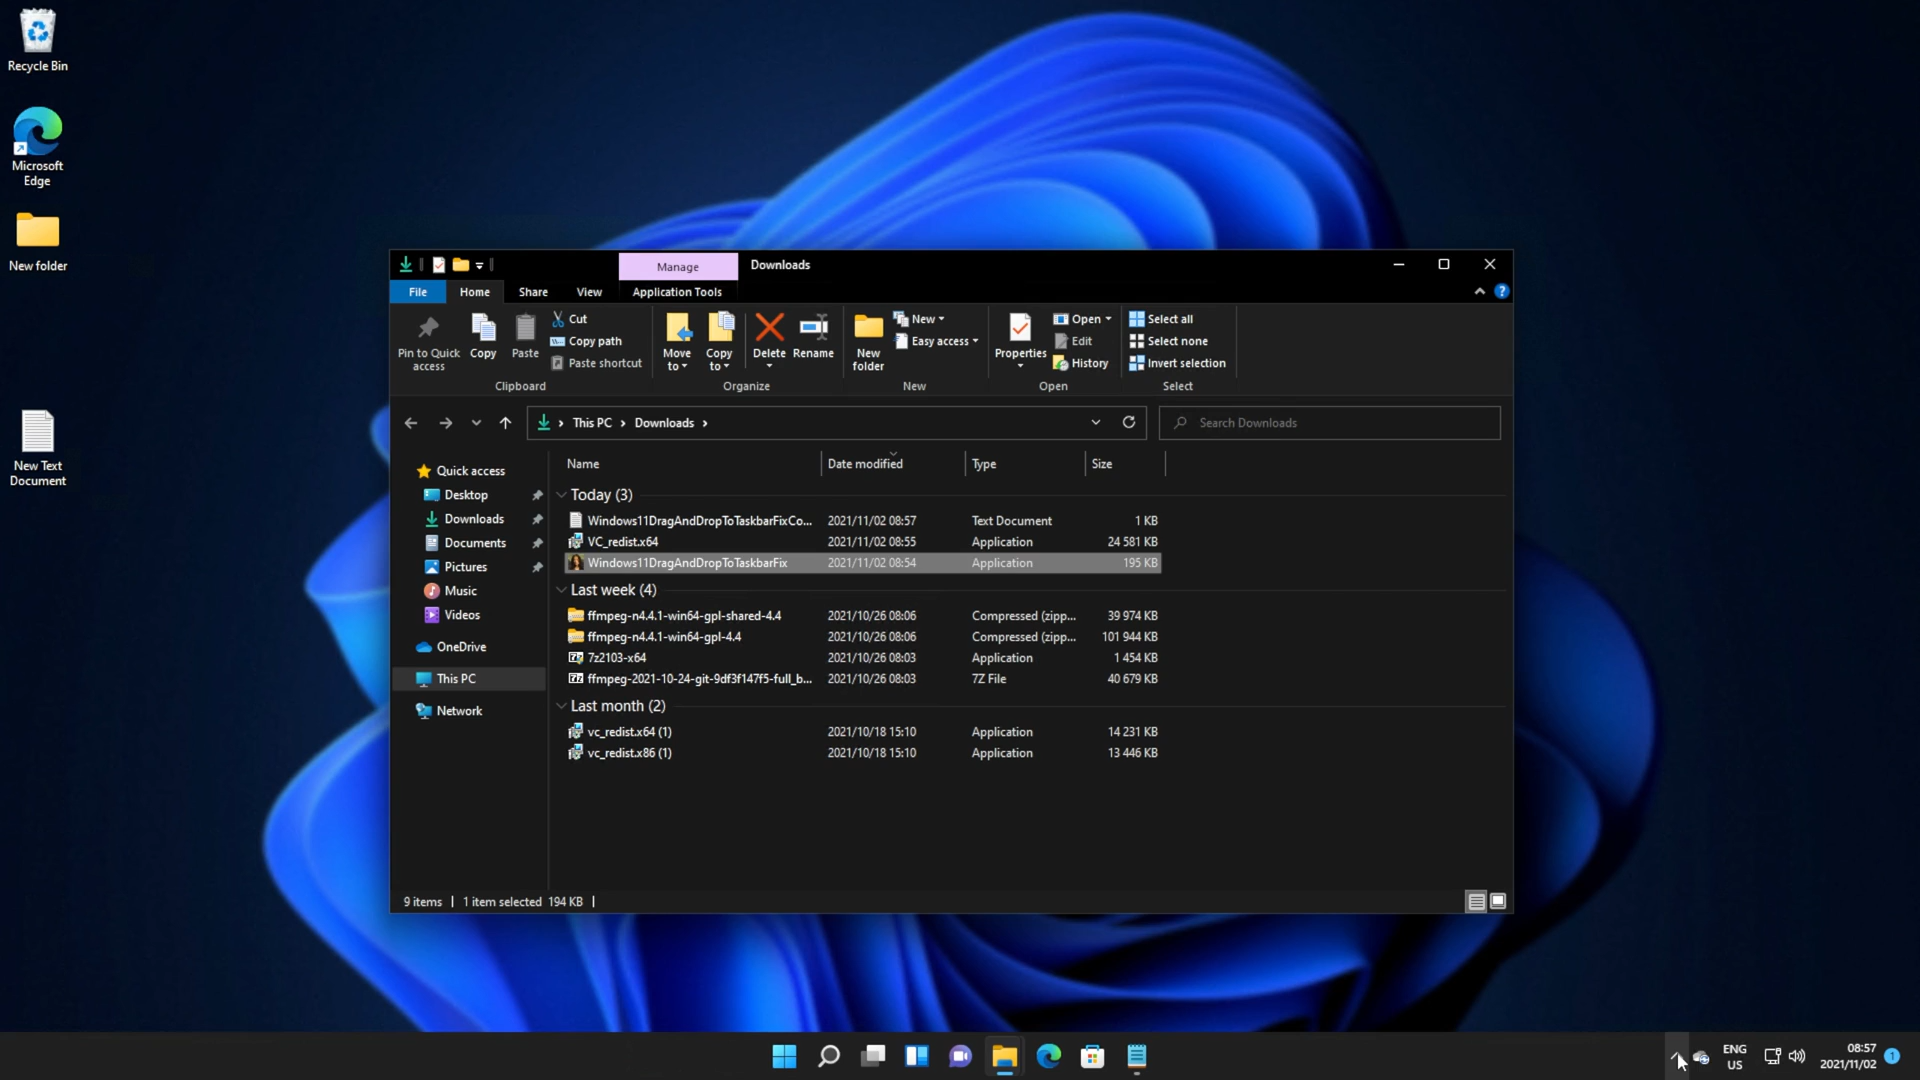 Recycle Bin
Microsoft
Edge
New folder
New Text
Document
Manage
Downloads
File
Home
Share
View
Application Tools
Pin to Quick
access
Copy
Paste
Cut
Copy path
Paste shortcut
Clipboard
Move
to
Copy
to
Delete
Rename
Organize
New
folder
New
Easy access
New
Properties
Open
Edit
History
Open
Select all
Select none
Invert selection
Select
This PC
Downloads
Search Downloads
Quick access
Desktop
Downloads
Documents
Pictures
Music
Videos
OneDrive
This PC
Network
Name Date modified Type Size
Today (3)
Windows11DragAndDropToTaskbarFixCo... 2021/11/02 08:57 Text Document 1 KB
VC_redist.x64 2021/11/02 08:55 Application 24 581 KB
Windows11DragAndDropToTaskbarFix 2021/11/02 08:54 Application 195 KB
Last week (4)
ffmpeg-n4.4.1-win64-gpl-shared-4.4 2021/10/26 08:06 Compressed (zipp... 39 974 KB
ffmpeg-n4.4.1-win64-gpl-4.4 2021/10/26 08:06 Compressed (zipp... 101 944 KB
7z2103-x64 2021/10/26 08:03 Application 1 454 KB
ffmpeg-2021-10-24-git-9df3f147f5-full_b... 2021/10/26 08:03 7Z File 40 679 KB
Last month (2)
vc_redist.x64 (1) 2021/10/18 15:10 Application 14 231 KB
vc_redist.x86 (1) 2021/10/18 15:10 Application 13 446 KB
9 items 1 item selected 194 KB
ENG
US
08:57
2021/11/02
1